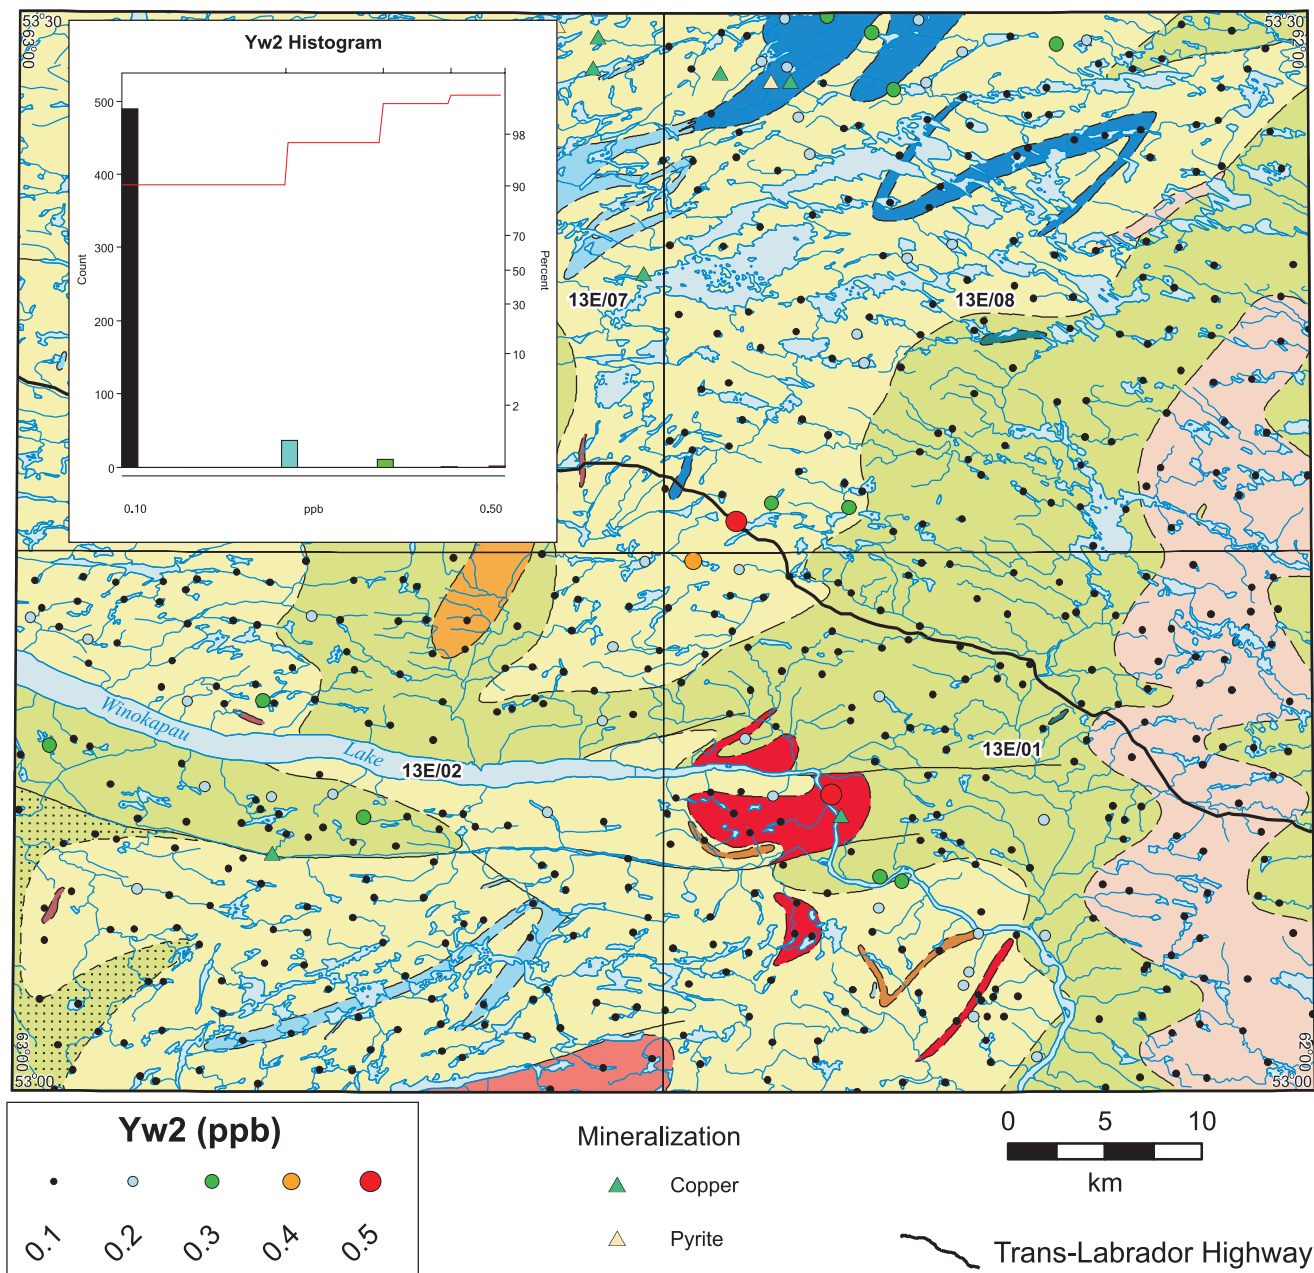 53°30'
63°00'
53°30'
62°00'
Yw2 Histogram
500
400
300
200
100
0
Count
98
90
70
50
30
10
2
Percent
0.10
ppb
0.50
13E/07
13E/08
Winokapau
Lake
13E/02
13E/01
63°00'
53°00'
62°00'
53°00'
Yw2 (ppb)
0.1
0.2
0.3
0.4
0.5
Mineralization
Copper
Pyrite
0
5
10
km
Trans-Labrador Highway